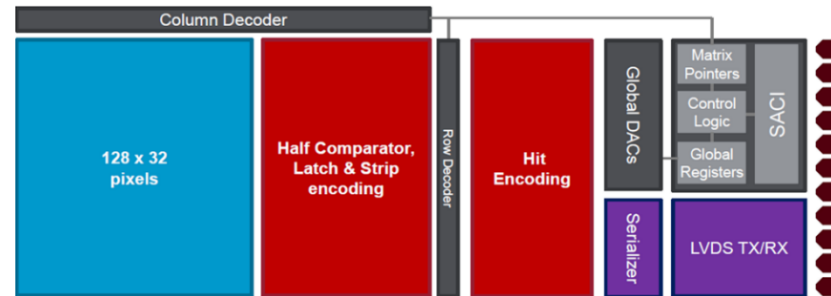 Column Decoder
128 x 32
pixels
Half Comparator,
Latch & Strip
encoding
Row Decoder
Hit
Encoding
Global DACs
Matrix
Pointers
Control
Logic
Global
Registers
SACI
Serializer
LVDS TX/RX